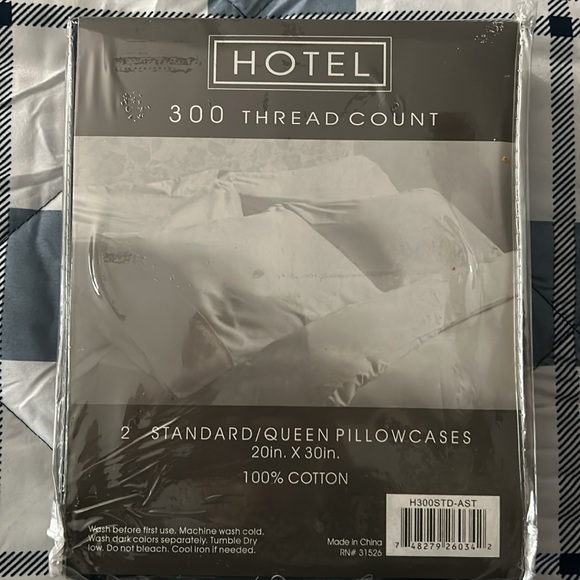 HOTEL
300 THREAD COUNT
2 STANDARD/QUEEN PILLOWCASES
20in. X 30in.
100% COTTON
Wash before first use. Machine wash cold.
Wash dark colors separately. Tumble Dry
low. Do not bleach. Cool Iron if needed.
Made in China
RN# 31526
H300STD-AST
7 48279 26034 2